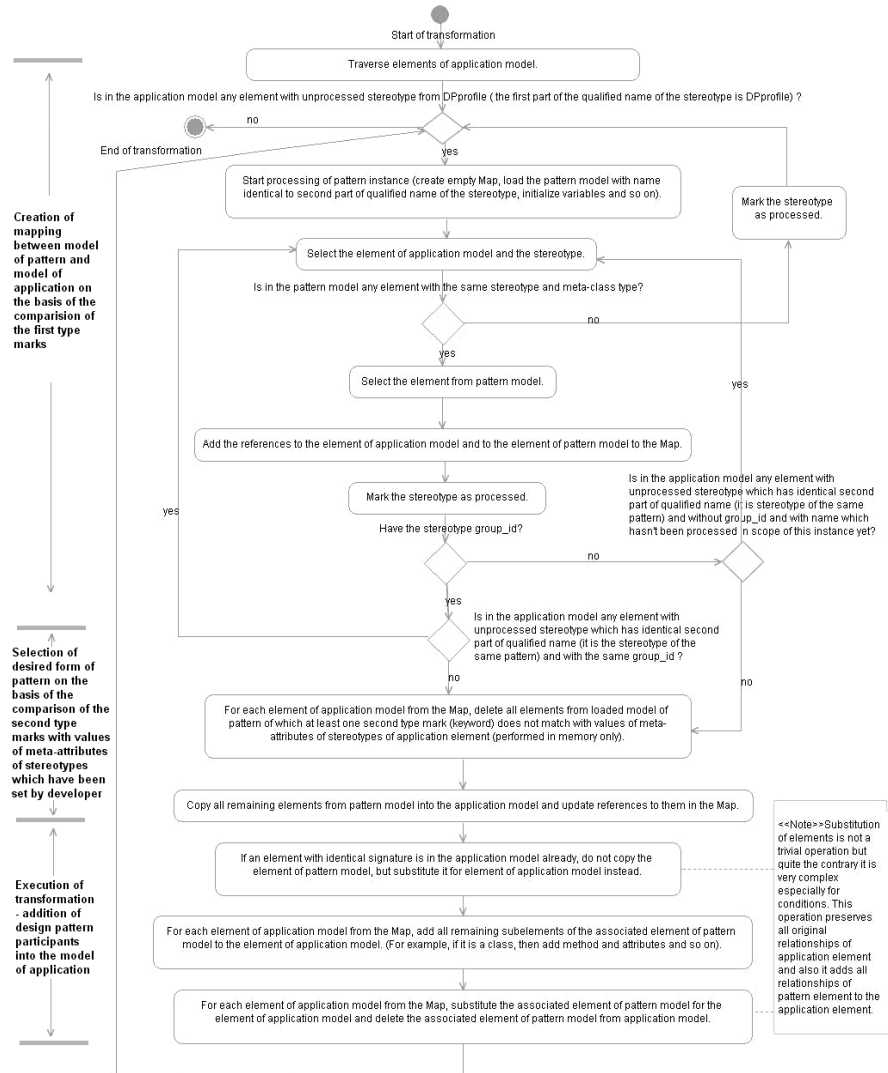 Start of transformation
Traverse elements of application model.
Is in the application model any element with unprocessed stereotype from DPprofile ( the first part of the qualified name of the stereotype is DPprofile) ?
no
End of transformation
yes
Start processing of pattern instance (create empty Map, load the pattern model with name
identical to second part of qualified name of the stereotype, initialize variables and so on).
Mark the stereotype
as processed.
Creation of
mapping
between model
of pattern and
model of
application on
the basis of the
comparision of
the first type
marks
Select the element of application model and the stereotype.
Is in the pattern model any element with the same stereotype and meta-class type?
no
yes
Select the element from pattern model.
yes
Add the references to the element of application model and to the element of pattern model to the Map.
Mark the stereotype as processed.
yes
Is in the application model any element with
unprocessed stereotype which has identical second
part of qualified name (it is stereotype of the same
pattern) and without group_id and with name which
hasn't been processed in scope of this instance yet?
Have the stereotype group_id?
no
yes
Is in the application model any element with
unprocessed stereotype which has identical second
part of qualified name (it is the stereotype of the
same pattern) and with the same group_id ?
no
no
Selection of
desired form of
pattern on the
basis of the
comparison of the
second type
marks with values
of meta-attributes
of stereotypes
which have been
set by developer
For each element of application model from the Map, delete all elements from loaded model of
pattern of which at least one second type mark (keyword) does not match with values of meta-
attributes of stereotypes of application element (performed in memory only).
Copy all remaining elements from pattern model into the application model and update references to them in the Map.
If an element with identical signature is in the application model already, do not copy the
element of pattern model, but substitute it for element of application model instead.
Execution of
transformation
- addition of
design pattern
participants
into the model
of application
For each element of application model from the Map, add all remaining subelements of the associated element of pattern
model to the element of application model. (For example, if it is a class, then add method and attributes and so on).
For each element of application model from the Map, substitute the associated element of pattern model for the
element of application model and delete the associated element of pattern model from application model.
<<Note>>Substitution
of elements is not a
trivial operation but
quite the contrary it is
very complex
especially for
conditions. This
operation preserves
all original
relationships of
application element
and also it adds all
relationships of
pattern element to the
application element.